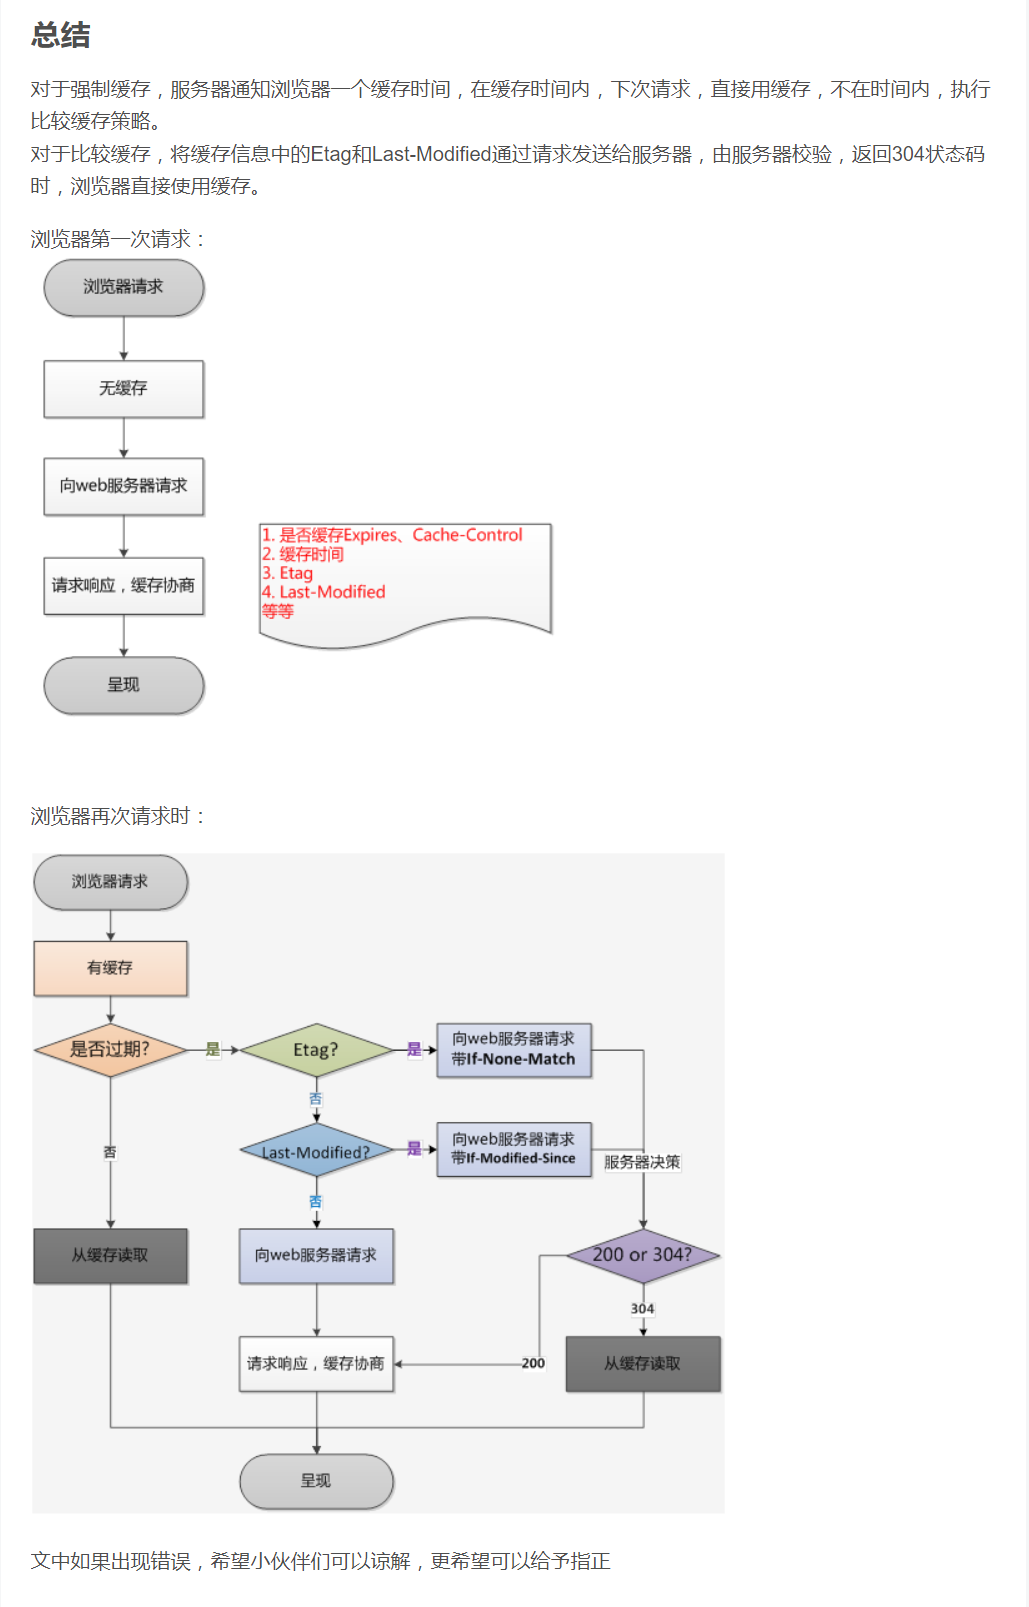 总结
对于强制缓存，服务器通知浏览器一个缓存时间，在缓存时间内，下次请求，直接用缓存，不在时间内，执行
比较缓存策略。
对于比较缓存，将缓存信息中的Etag和Last-Modified通过请求发送给服务器，由服务器校验，返回304状态码
时，浏览器直接使用缓存。
浏览器第一次请求：
浏览器请求
无缓存
向web服务器请求
请求响应，缓存协商
呈现
1. 是否缓存Expires、Cache-Control
2. 缓存时间
3. Etag
4. Last-Modified
等等
浏览器再次请求时：
浏览器请求
有缓存
是否过期?
是
Etag?
是
向web服务器请求
带If-None-Match
否
否
Last-Modified?
是
向web服务器请求
带If-Modified-Since
服务器决策
否
从缓存读取
向web服务器请求
200 or 304?
304
请求响应，缓存协商
200
从缓存读取
呈现
文中如果出现错误，希望小伙伴们可以谅解，更希望可以给予指正